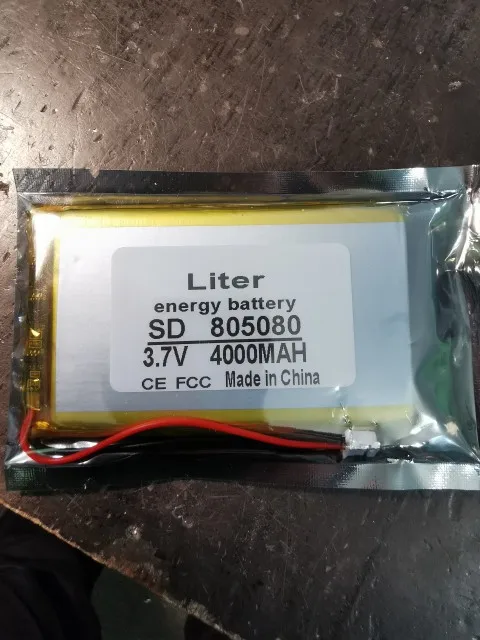 Liter
energy battery
SD 805080
3.7V 4000MAH
CE FCC Made in China